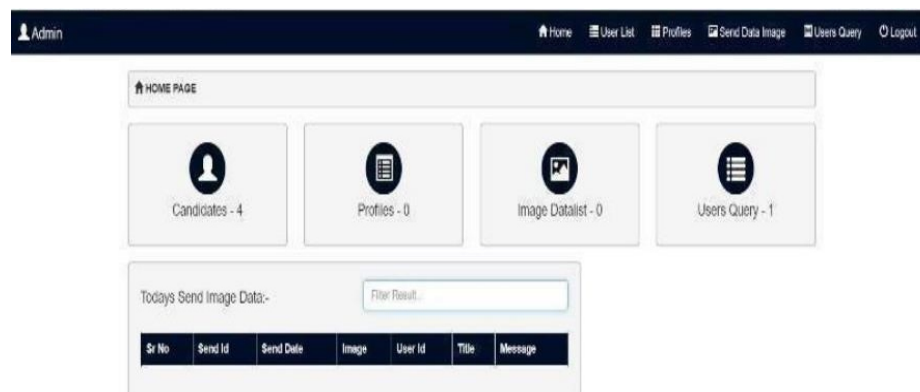 Admin Home User List Profiles Send Data Image Users Query Logout
HOME PAGE
Candidates - 4 Profiles - 0 Image Datalist - 0 Users Query - 1
Todays Send Image Data:- Filter Result...
Sr No Send Id Send Date Image User Id Title Message